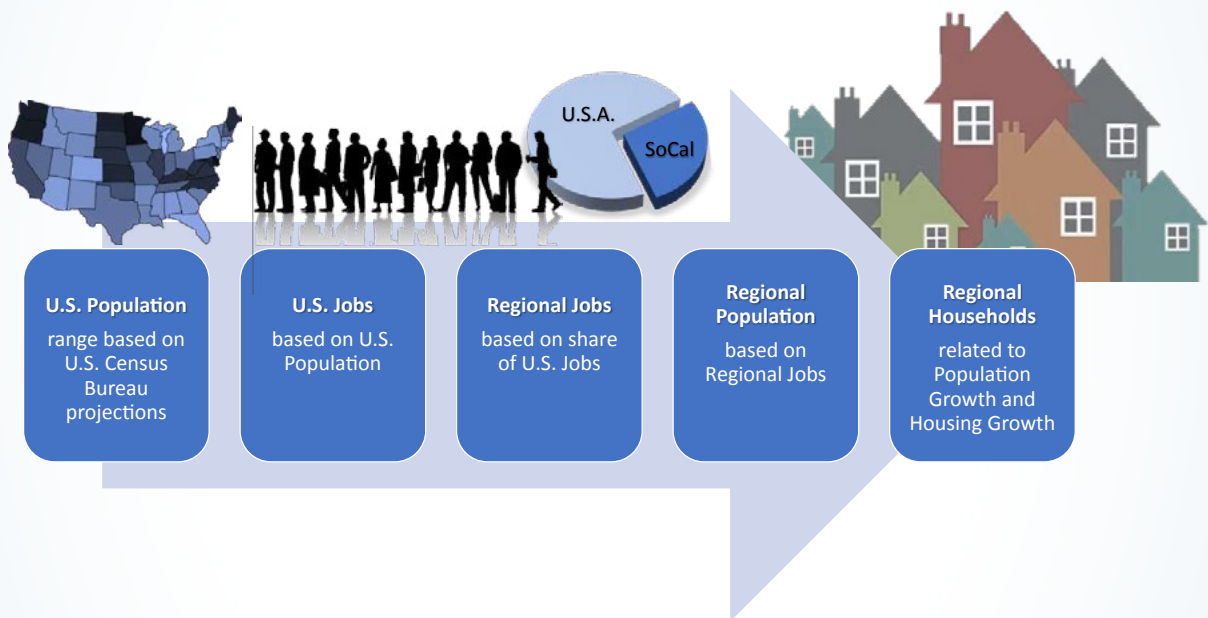 U.S.A.
SoCal
U.S. Population
range based on
U.S. Census
Bureau
projections
U.S. Jobs
based on U.S.
Population
Regional Jobs
based on share
of U.S. Jobs
Regional
Population
based on
Regional Jobs
Regional
Households
related to
Population
Growth and
Housing Growth